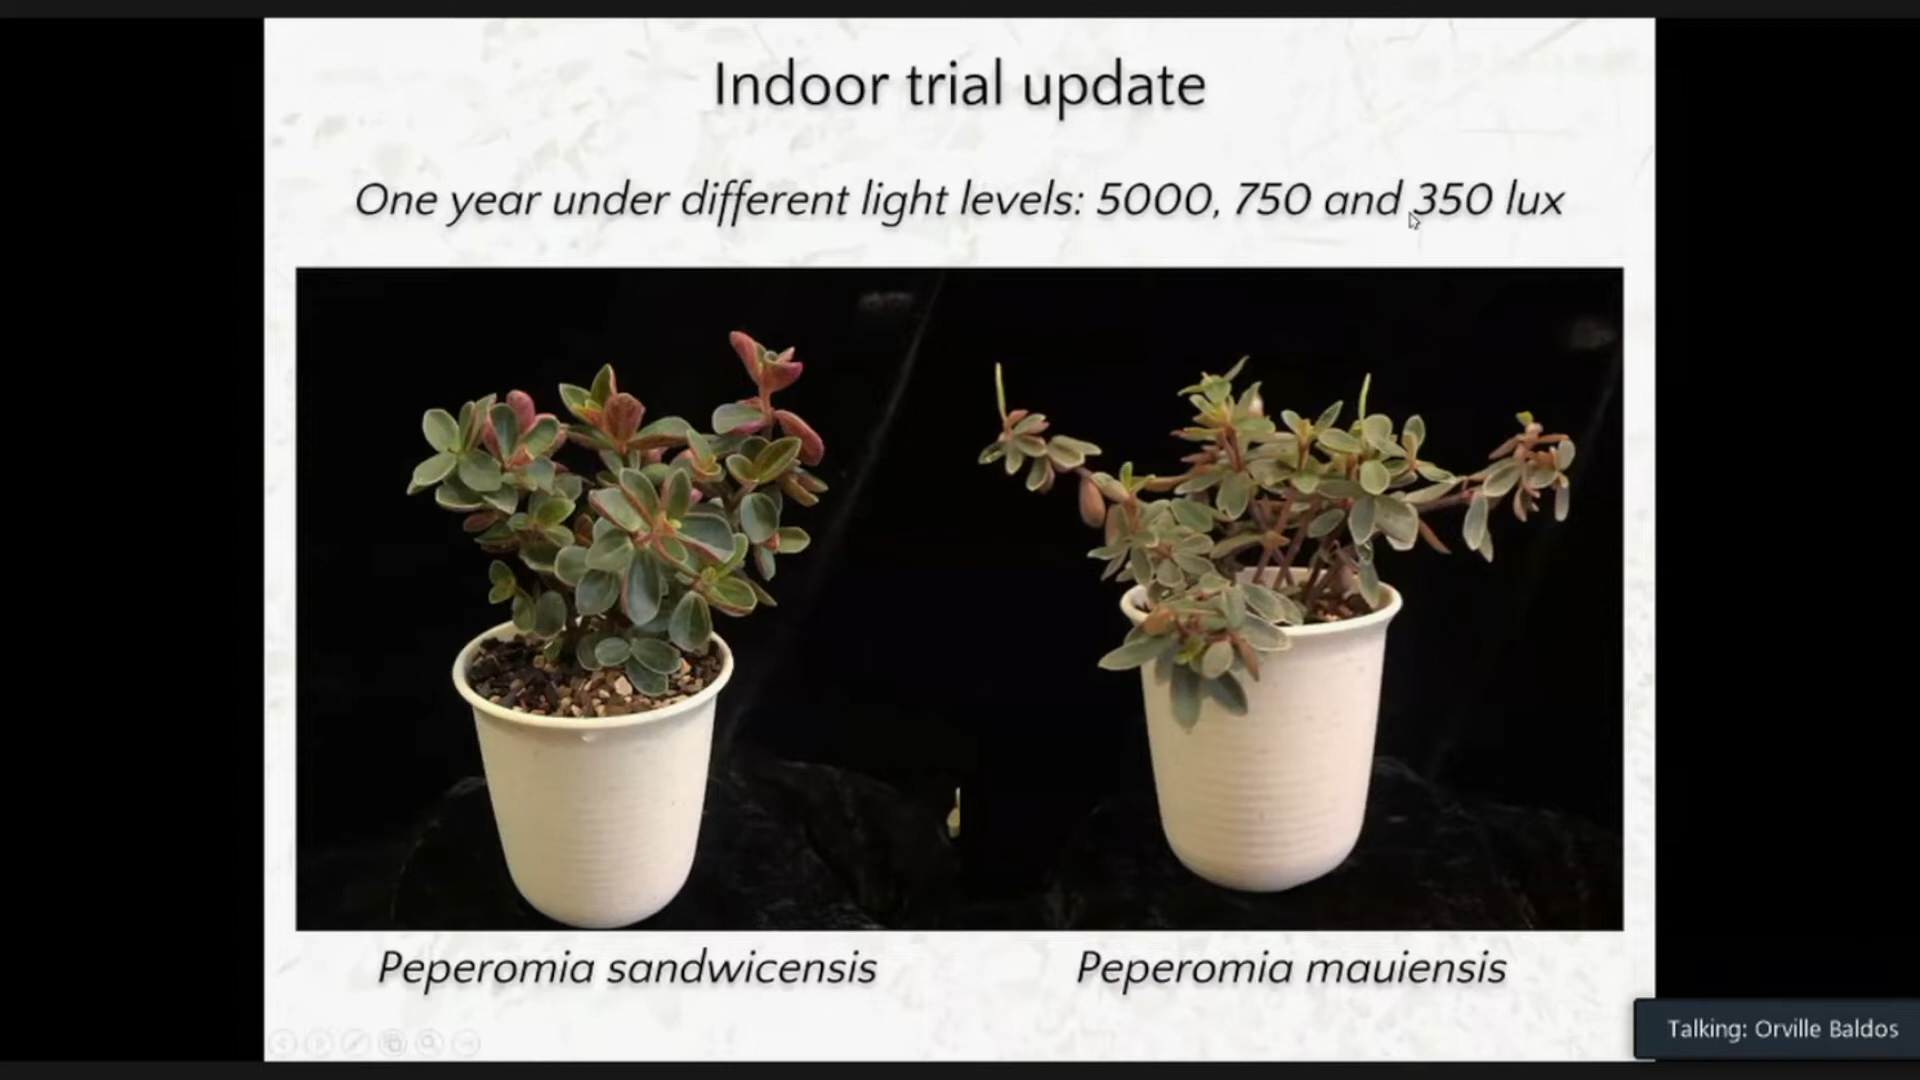 Indoor trial update
One year under different light levels: 5000, 750 and 350 lux
Peperomia sandwicensis
Peperomia mauiensis
Talking: Orville Baldos